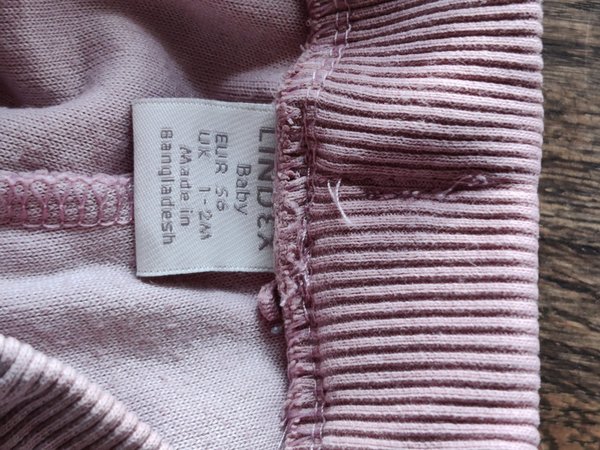 LINDEX
Baby
EUR 56
UK 1-2M
Made in
Bangladesh